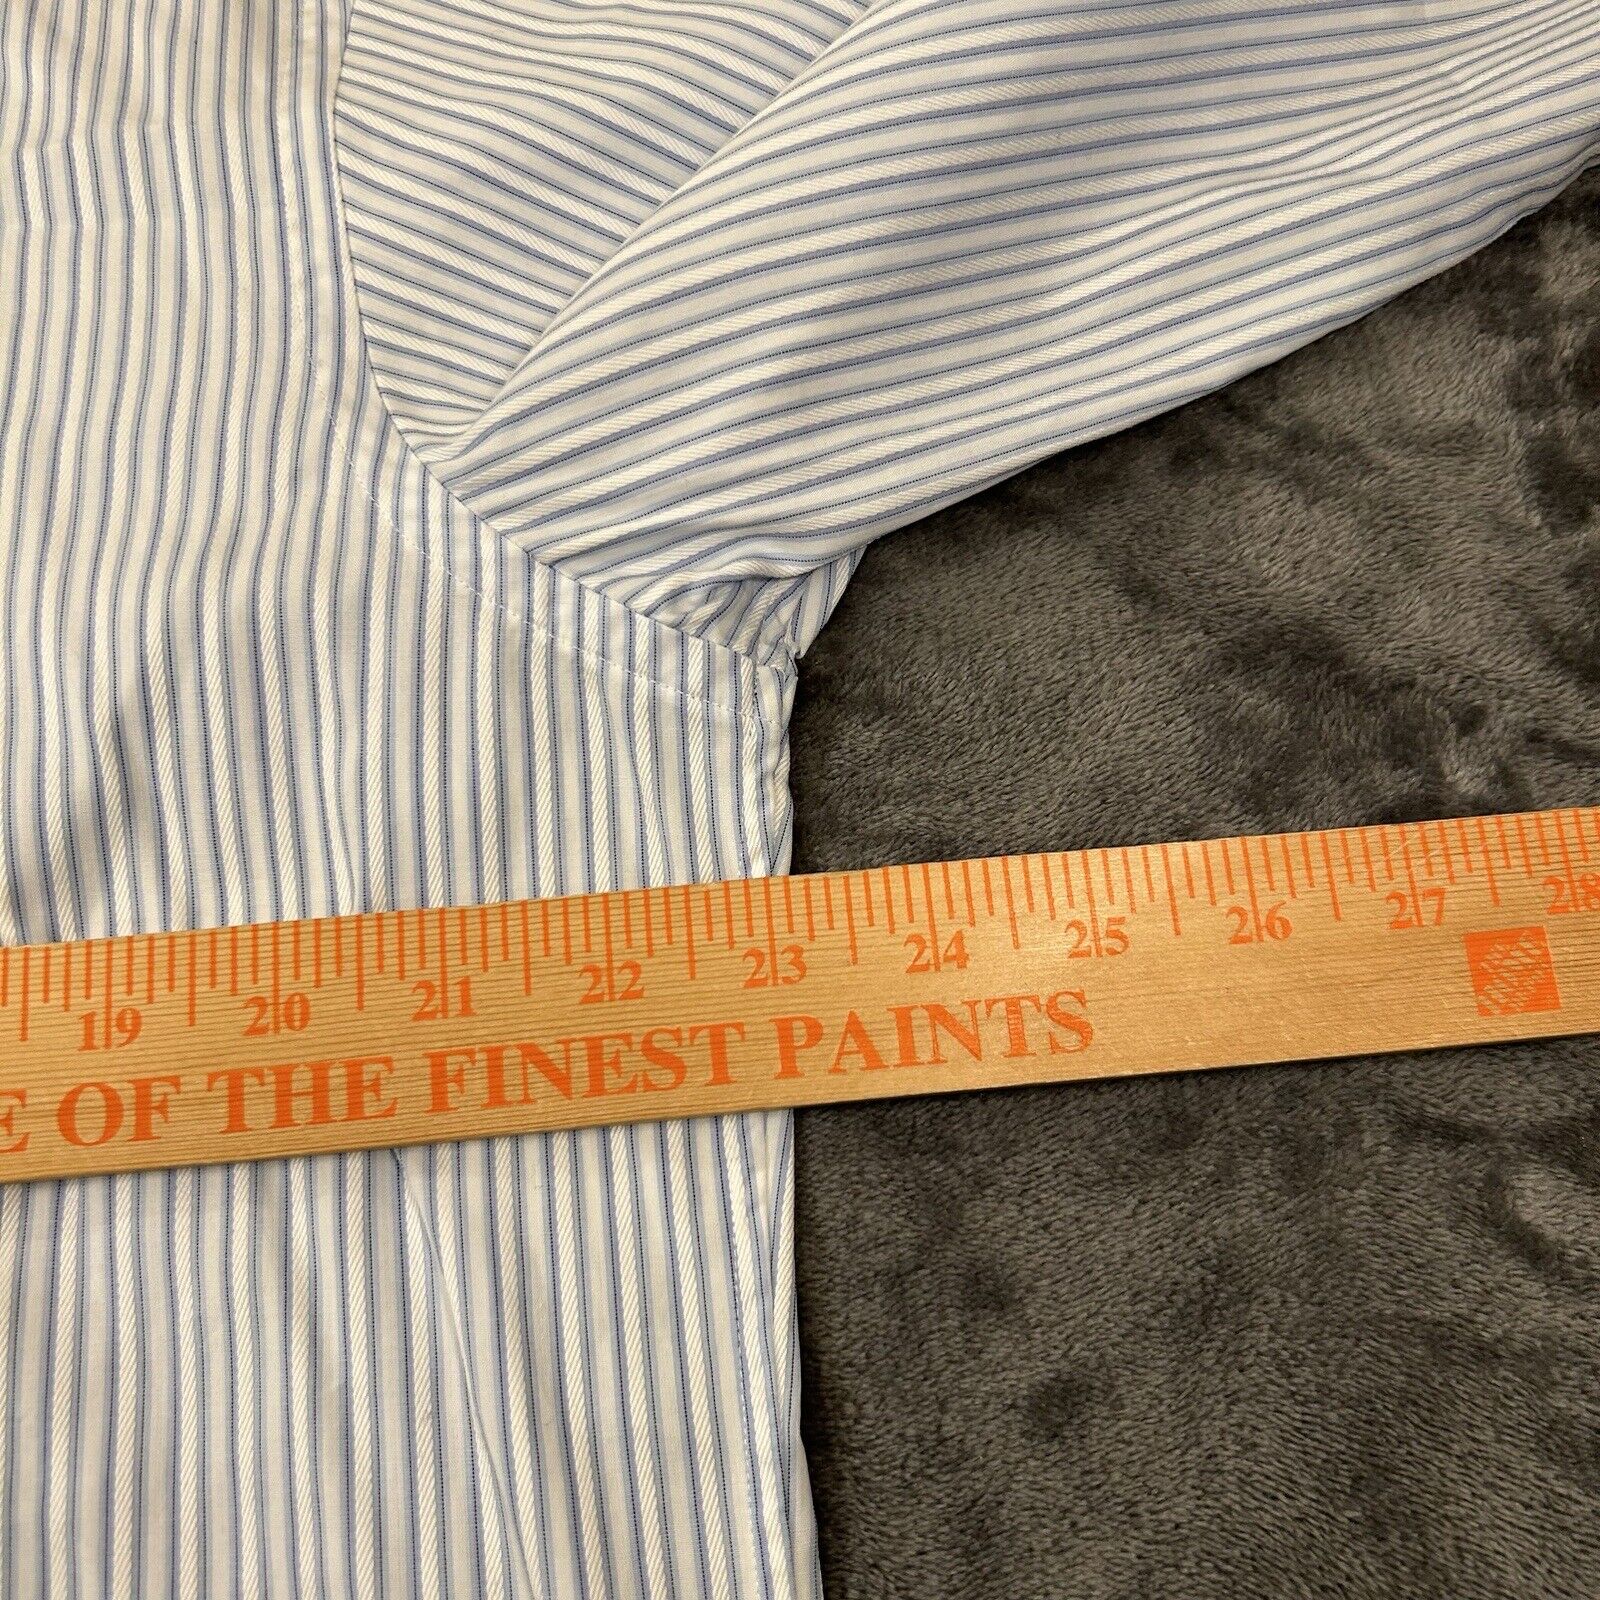 19 20 21 22 23 24 25 26 27 28
E OF THE FINEST PAINTS